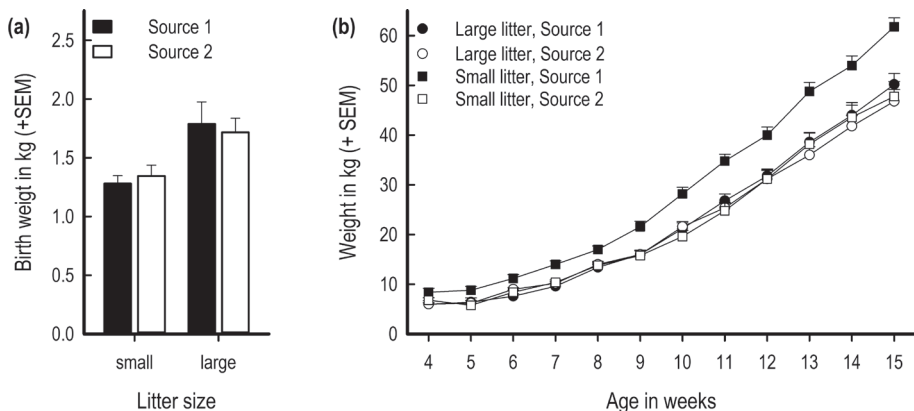 (a)
Source 1
Source 2
2.5
2.0
1.5
1.0
0.5
0.0
Birth weigt in kg (+SEM)
small large
Litter size
(b)
Large litter, Source 1
Large litter, Source 2
Small litter, Source 1
Small litter, Source 2
60
50
40
30
20
10
0
Weight in kg (+ SEM)
4 5 6 7 8 9 10 11 12 13 14 15
Age in weeks